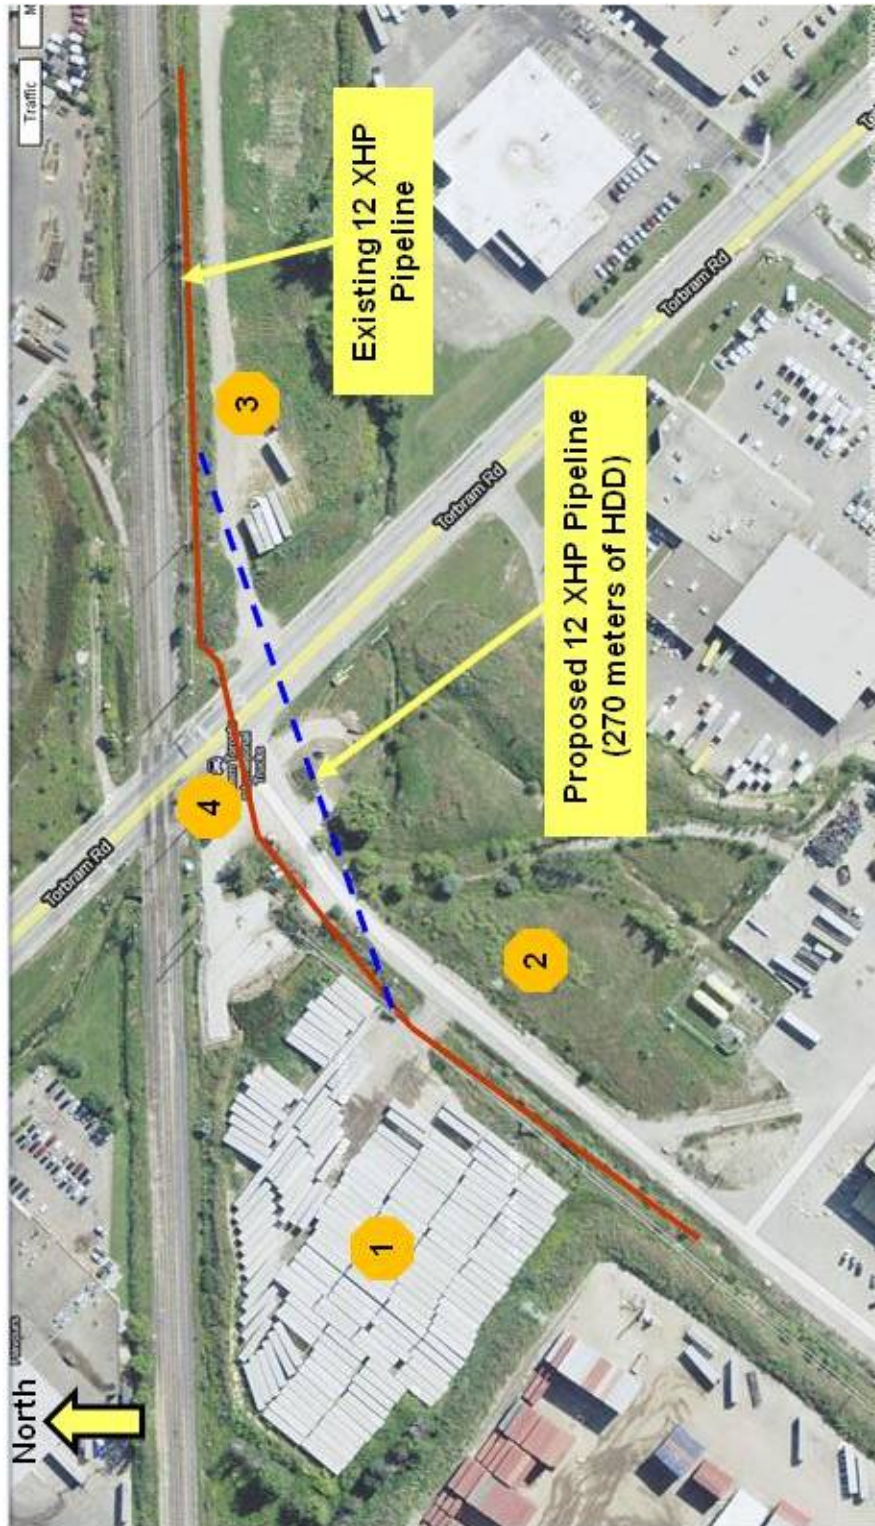 North
Traffic
M
Existing 12 XHP
Pipeline
3
Torbram Rd
4
Trucks
Torbram Rd
Torbram Rd
Proposed 12 XHP Pipeline
(270 meters of HDD)
2
1